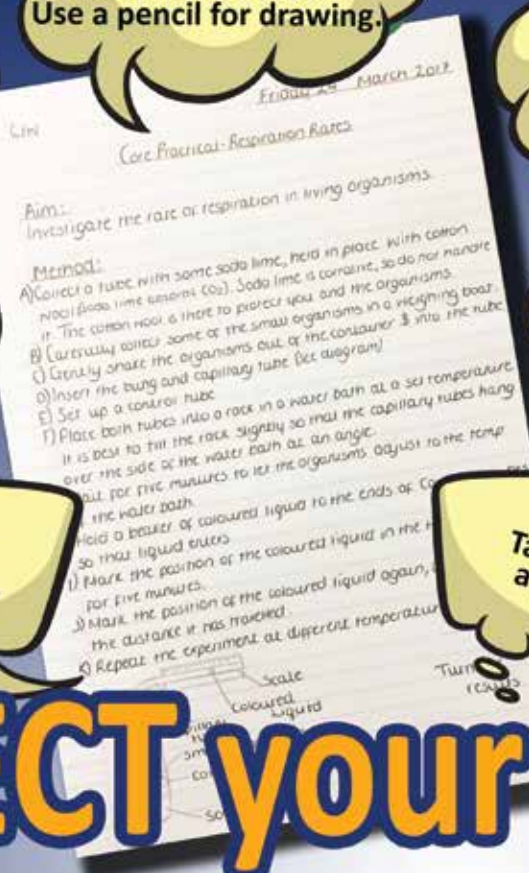 Use a pencil for drawing.
Friday 24 March 2017
C/W
Core Practical - Respiration Rates
Aim:
Investigate the rate of respiration in living organisms.
Method:
A) Collect a tube with some soda lime, held in place with cotton
wool (soda lime absorbs CO2). Soda lime is corrosive, so do not handle
it. The cotton wool is there to protect you and the organisms.
B) Carefully collect some of the small organisms in a weighing boat.
C) Gently shake the organisms out of the container & into the tube
D) Insert the bung and capillary tube (see diagram)
E) Set up a control tube
F) Place both tubes into a rack in a water bath at a set temperature
It is best to tilt the rack slightly so that the capillary tubes hang
over the side of the water bath at an angle.
ait for five minutes to let the organisms adjust to the temp
the water bath
Hold a beaker of coloured liquid to the ends of
so that liquid enters
I) Mark the position of the coloured liquid in the
for five minutes.
J) Mark the position of the coloured liquid again,
the distance it has travelled
K) Repeat the experiment at different temperatur
Ta
a
Scale
Coloured
Liquid
Turn
results
sm
co
so
ECT your